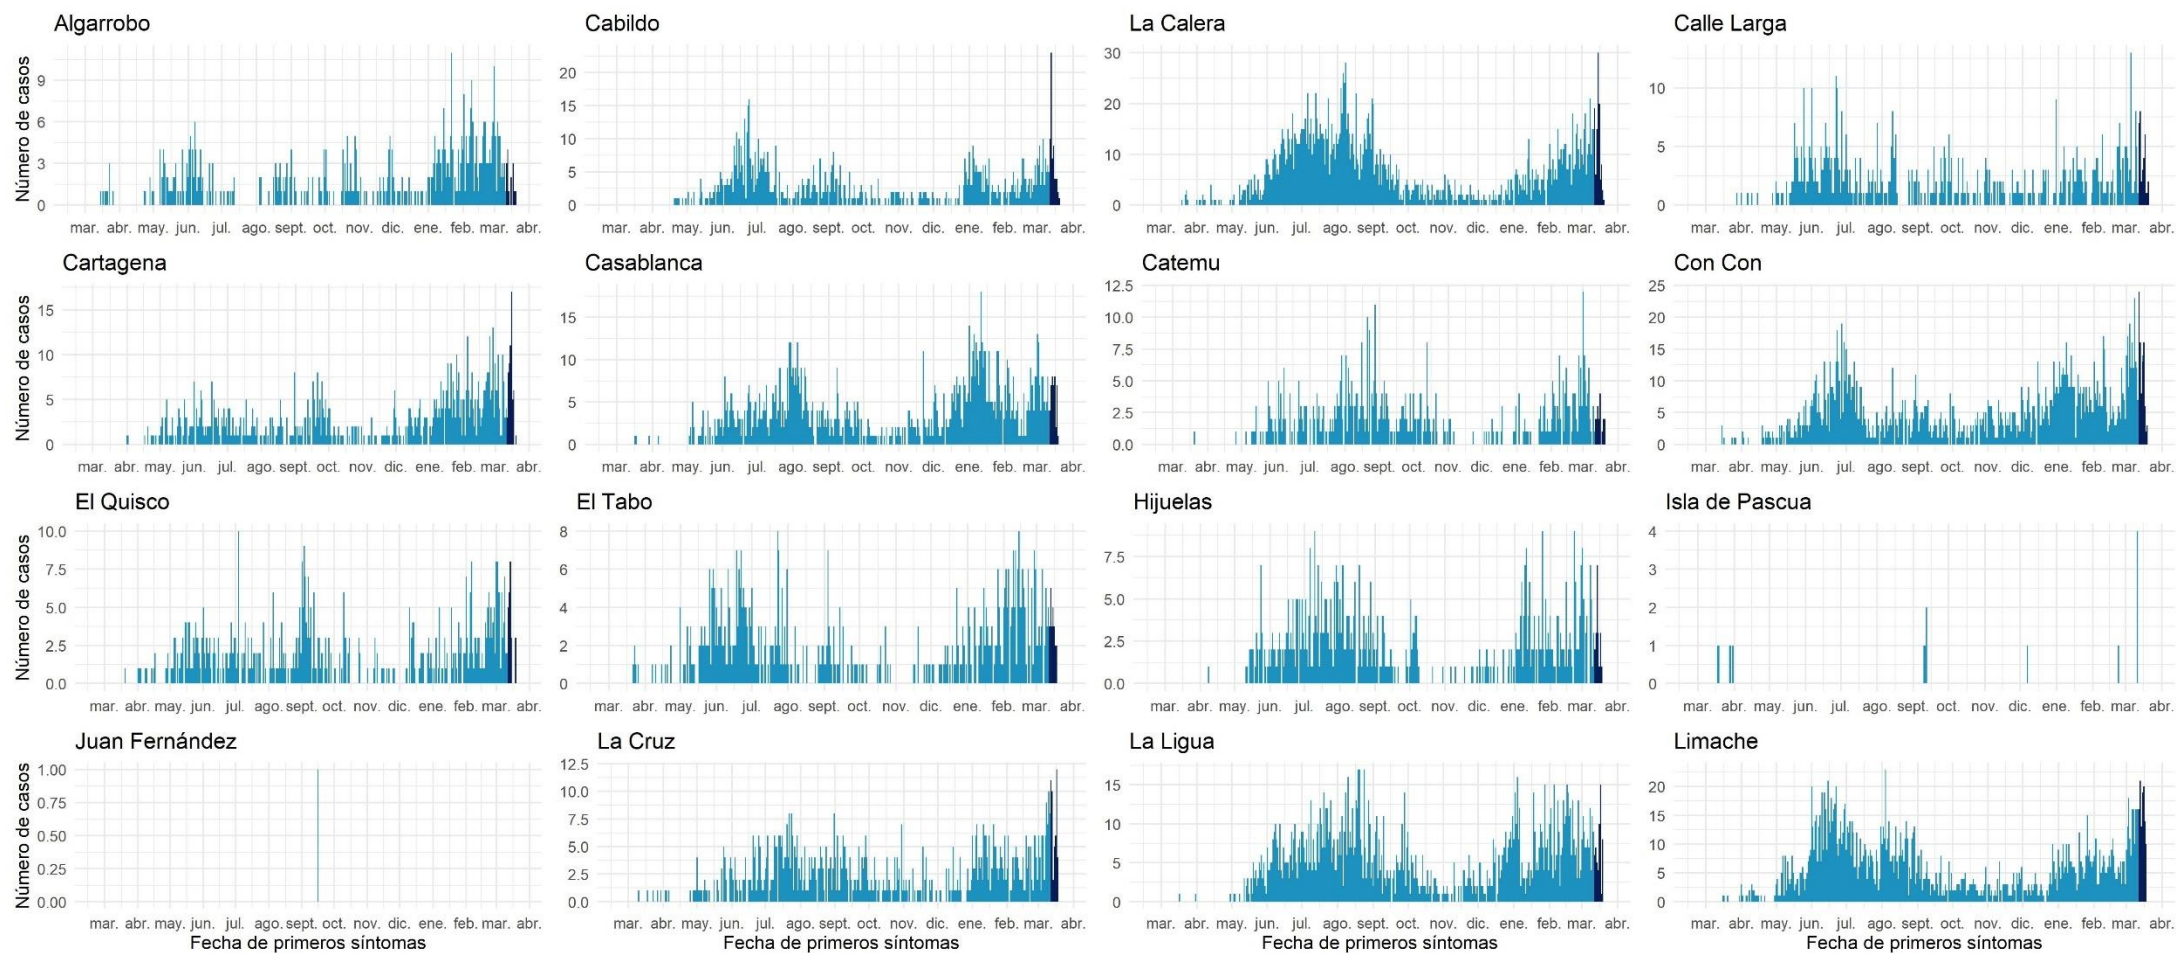 Algarrobo
Cabildo
La Calera
Calle Larga
Número de casos
9
6
3
0
20
15
10
5
0
30
20
10
0
10
5
0
mar. abr. may. jun. jul. ago. sept. oct. nov. dic. ene. feb. mar. abr.
mar. abr. may. jun. jul. ago. sept. oct. nov. dic. ene. feb. mar. abr.
mar. abr. may. jun. jul. ago. sept. oct. nov. dic. ene. feb. mar. abr.
mar. abr. may. jun. jul. ago. sept. oct. nov. dic. ene. feb. mar. abr.
Cartagena
Casablanca
Catemu
Con Con
Número de casos
15
10
5
0
15
10
5
0
12.5
10.0
7.5
5.0
2.5
0.0
25
20
15
10
5
0
mar. abr. may. jun. jul. ago. sept. oct. nov. dic. ene. feb. mar. abr.
mar. abr. may. jun. jul. ago. sept. oct. nov. dic. ene. feb. mar. abr.
mar. abr. may. jun. jul. ago. sept. oct. nov. dic. ene. feb. mar. abr.
mar. abr. may. jun. jul. ago. sept. oct. nov. dic. ene. feb. mar. abr.
El Quisco
El Tabo
Hijuelas
Isla de Pascua
Número de casos
10.0
7.5
5.0
2.5
0.0
8
6
4
2
0
7.5
5.0
2.5
0.0
4
3
2
1
0
mar. abr. may. jun. jul. ago. sept. oct. nov. dic. ene. feb. mar. abr.
mar. abr. may. jun. jul. ago. sept. oct. nov. dic. ene. feb. mar. abr.
mar. abr. may. jun. jul. ago. sept. oct. nov. dic. ene. feb. mar. abr.
mar. abr. may. jun. jul. ago. sept. oct. nov. dic. ene. feb. mar. abr.
Juan Fernández
La Cruz
La Ligua
Limache
Número de casos
1.00
0.75
0.50
0.25
0.00
12.5
10.0
7.5
5.0
2.5
0.0
15
10
5
0
20
15
10
5
0
mar. abr. may. jun. jul. ago. sept. oct. nov. dic. ene. feb. mar. abr.
mar. abr. may. jun. jul. ago. sept. oct. nov. dic. ene. feb. mar. abr.
mar. abr. may. jun. jul. ago. sept. oct. nov. dic. ene. feb. mar. abr.
mar. abr. may. jun. jul. ago. sept. oct. nov. dic. ene. feb. mar. abr.
Fecha de primeros síntomas
Fecha de primeros síntomas
Fecha de primeros síntomas
Fecha de primeros síntomas